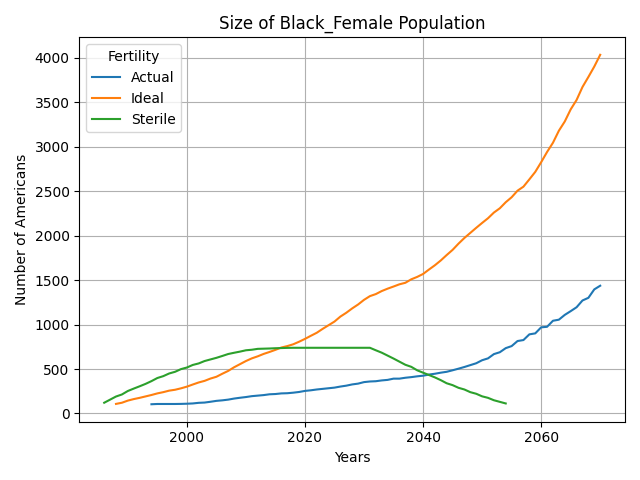 Size of Black_Female Population
Fertility
Actual
Ideal
Sterile
4000
3500
3000
2500
2000
1500
1000
500
0
Number of Americans
2000
2020
2040
2060
Years